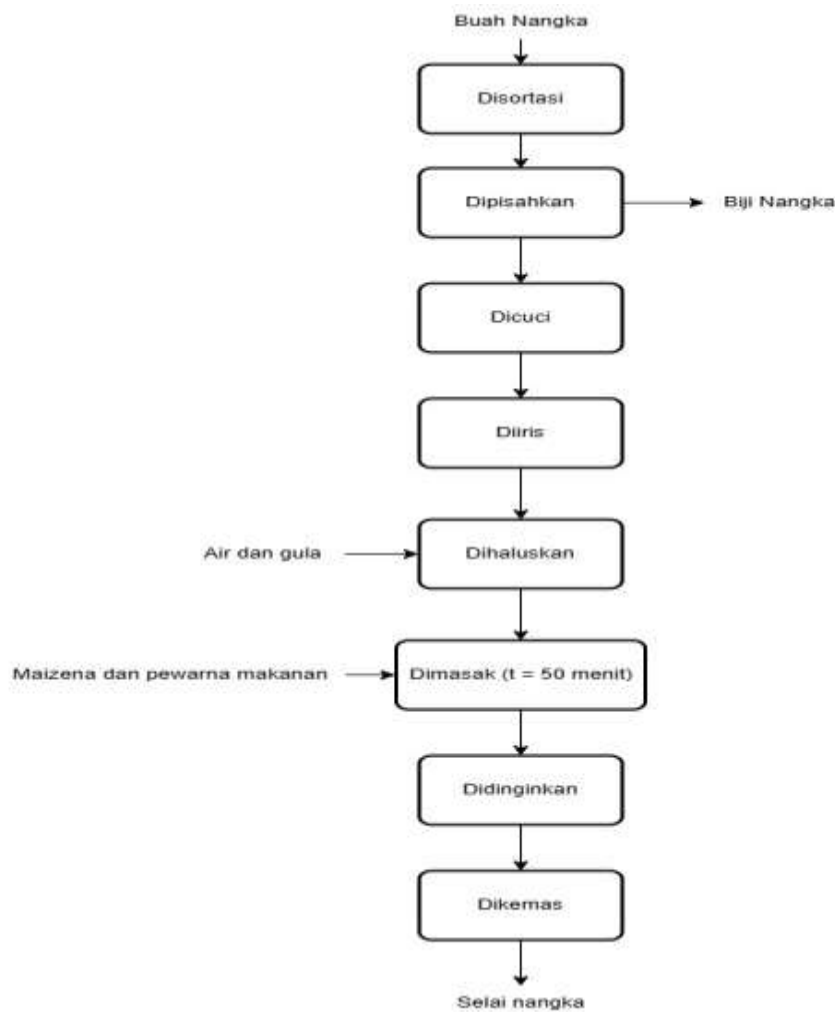 Buah Nangka
Disortasi
Dipisahkan
Biji Nangka
Dicuci
Diiris
Air dan gula
Dihaluskan
Maizena dan pewarna makanan
Dimasak (t = 50 menit)
Didinginkan
Dikemas
Selai nangka